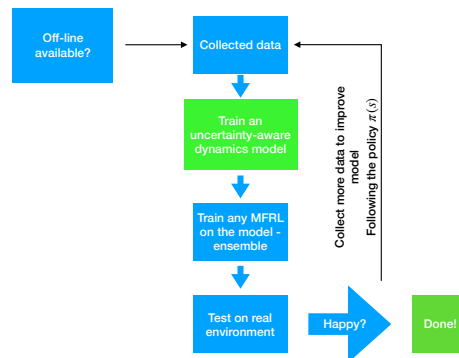 Off-line
available?
Collected data
Train an
uncertainty-aware
dynamics model
Train any MFRL
on the model -
ensemble
Test on real
environment
Happy?
Done!
Collect more data to improve
model
Following the policy π(s)